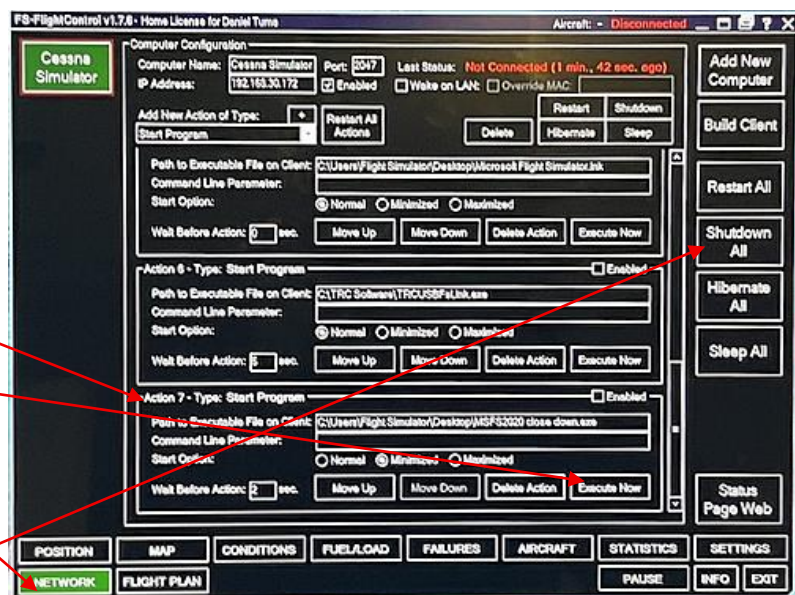 FS-FlightControl v1.7.6 - Home License for Daniel Turns Aircraft: - Disconnected
Cessna Simulator
Computer Configuration
Computer Name: Cessna Simulator Port: 2047 Last Status: Not Connected (1 min., 42 sec. ago)
IP Address: 192.168.30.172 Enabled Wake on LAN: Override MAC:
Add New Action of Type: + Restart All Actions Restart Shutdown
Start Program Delete Hibernate Sleep
Path to Executable File on Client: C:\Users\Flight Simulator\Desktop\Microsoft Flight Simulator.lnk
Command Line Parameter:
Start Option: Normal Minimized Maximized
Wait Before Action: 0 sec. Move Up Move Down Delete Action Execute Now
Action 6 - Type: Start Program Enabled
Path to Executable File on Client: C:\TRC Software\TRCUSBFsLink.exe
Command Line Parameter:
Start Option: Normal Minimized Maximized
Wait Before Action: 5 sec. Move Up Move Down Delete Action Execute Now
Action 7 - Type: Start Program Enabled
Path to Executable File on Client: C:\Users\Flight Simulator\Desktop\MSFS2020 close down.exe
Command Line Parameter:
Start Option: Normal Minimized Maximized
Wait Before Action: 2 sec. Move Up Move Down Delete Action Execute Now
Add New Computer
Build Client
Restart All
Shutdown All
Hibernate All
Sleep All
Status Page Web
POSITION MAP CONDITIONS FUEL/LOAD FAILURES AIRCRAFT STATISTICS SETTINGS
NETWORK FLIGHT PLAN PAUSE INFO EXIT